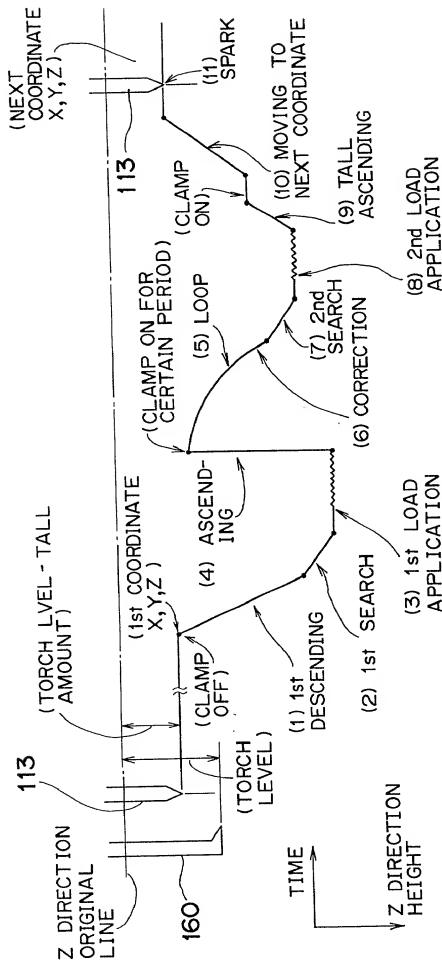 Z DIRECTION
ORIGINAL
LINE
160
113
(TORCH LVEL-TALL
AMOUNT)
(TORCH
LEVEL)
(CLAMP
OFF)
(1st COORDINATE
X,Y,Z)
(1) 1st
DESCENDING
(2) 1st SEARCH
(3) 1st LOAD
APPLICATION
(4) ASCEND-
ING
(CLAMP ON FOR
CERTAIN PERIOD)
(5) LOOP
(6) CORRECTION
(7) 2nd
SEARCH
(8) 2nd LOAD
APPLICATION
(9) TALL
ASCENDING
(CLAMP
ON)
(10) MOVING TO
NEXT COORDINATE
113
(NEXT
COORDINATE
X,Y,Z)
(11)
SPARK
TIME
Z DIRECTION
HEIGHT